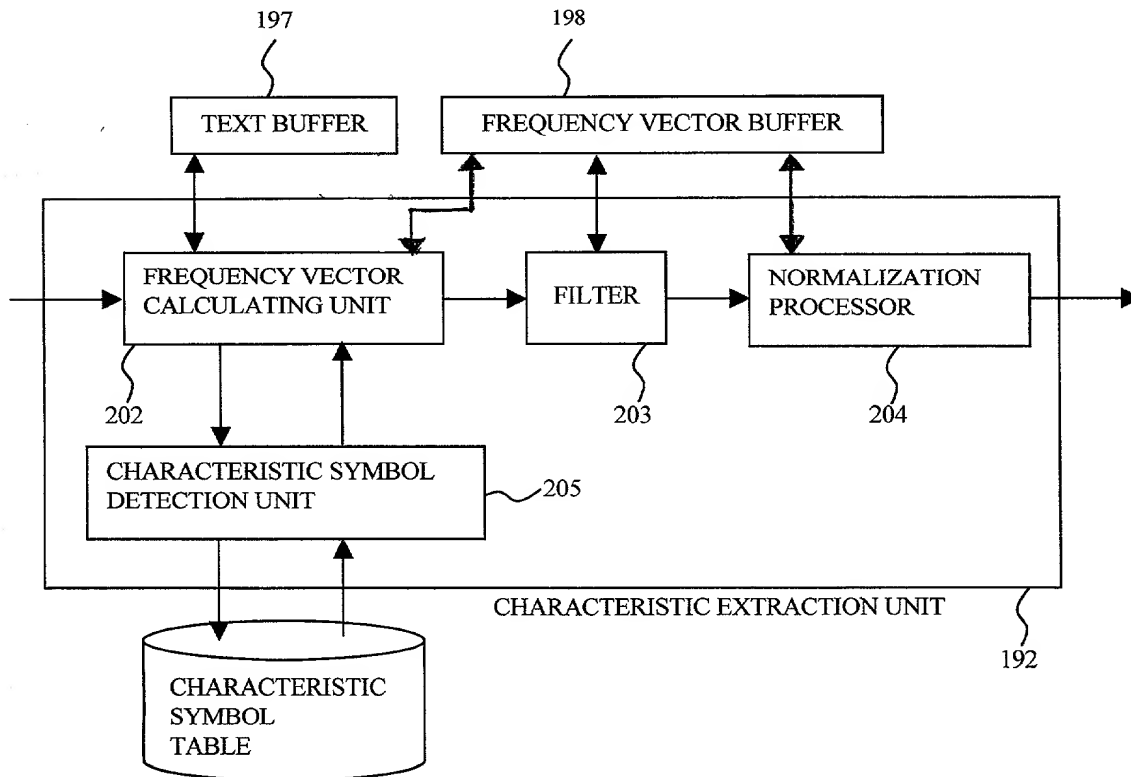 197
198
TEXT BUFFER
FREQUENCY VECTOR BUFFER
FREQUENCY VECTOR
CALCULATING UNIT
FILTER
NORMALIZATION
PROCESSOR
202
203
204
CHARACTERISTIC SYMBOL
DETECTION UNIT
205
CHARACTERISTIC EXTRACTION UNIT
192
CHARACTERISTIC
SYMBOL
TABLE